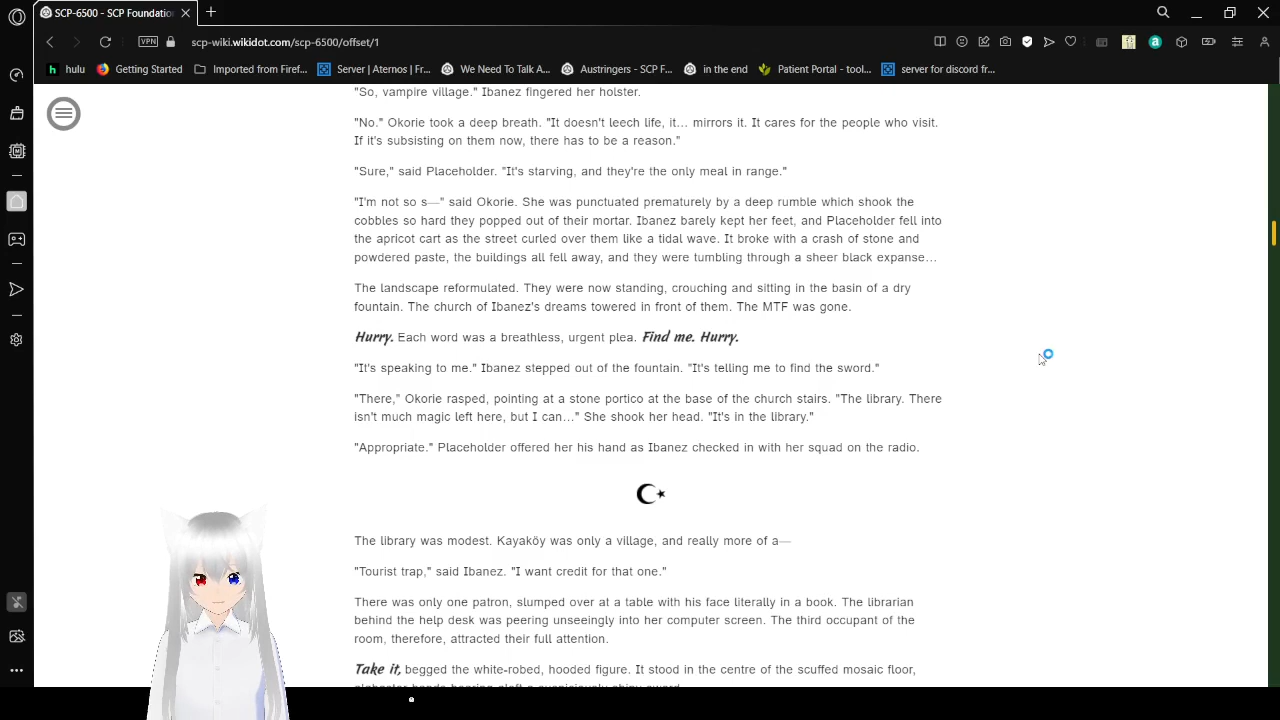 SCP-6500 - SCP Foundatio
scp-wiki.wikidot.com/scp-6500/offset/1
VPN
hulu
Getting Started
Imported from Firef...
Server | Aternos | Fr...
We Need To Talk A...
Austringers - SCP F...
in the end
Patient Portal - tool...
server for discord fr...
"So, vampire village." Ibanez fingered her holster.
"No." Okorie took a deep breath. "It doesn't leech life, it... mirrors it. It cares for the people who visit.
If it's subsisting on them now, there has to be a reason."
"Sure," said Placeholder. "It's starving, and they're the only meal in range."
"I'm not so s—" said Okorie. She was punctuated prematurely by a deep rumble which shook the
cobbles so hard they popped out of their mortar. Ibanez barely kept her feet, and Placeholder fell into
the apricot cart as the street curled over them like a tidal wave. It broke with a crash of stone and
powdered paste, the buildings all fell away, and they were tumbling through a sheer black expanse...
The landscape reformulated. They were now standing, crouching and sitting in the basin of a dry
fountain. The church of Ibanez's dreams towered in front of them. The MTF was gone.
Hurry. Each word was a breathless, urgent plea. Find me. Hurry.
"It's speaking to me." Ibanez stepped out of the fountain. "It's telling me to find the sword."
"There," Okorie rasped, pointing at a stone portico at the base of the church stairs. "The library. There
isn't much magic left here, but I can..." She shook her head. "It's in the library."
"Appropriate." Placeholder offered her his hand as Ibanez checked in with her squad on the radio.
The library was modest. Kayaköy was only a village, and really more of a—
"Tourist trap," said Ibanez. "I want credit for that one."
There was only one patron, slumped over at a table with his face literally in a book. The librarian
behind the help desk was peering unseeingly into her computer screen. The third occupant of the
room, therefore, attracted their full attention.
Take it, begged the white-robed, hooded figure. It stood in the centre of the scuffed mosaic floor,